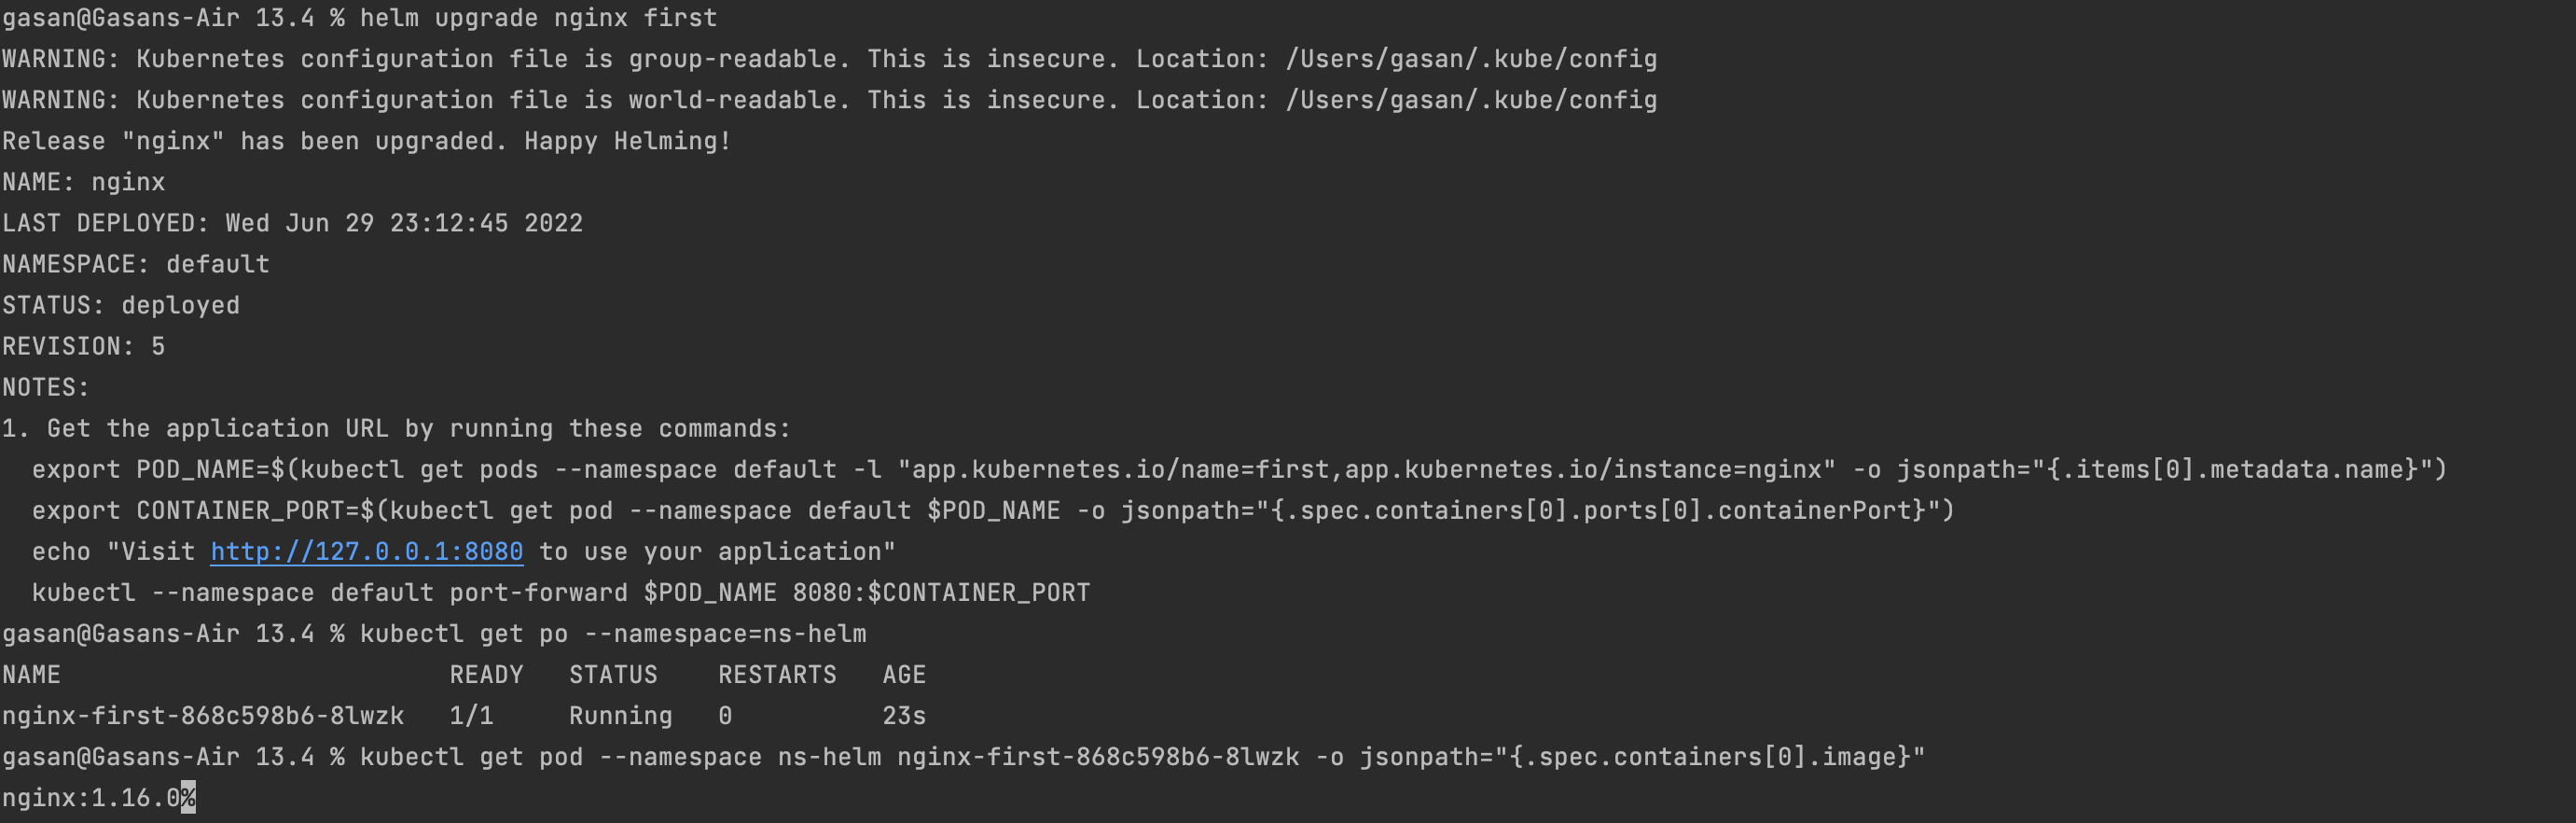 gasan@Gasans-Air 13.4 % helm upgrade nginx first
WARNING: Kubernetes configuration file is group-readable. This is insecure. Location: /Users/gasan/.kube/config
WARNING: Kubernetes configuration file is world-readable. This is insecure. Location: /Users/gasan/.kube/config
Release "nginx" has been upgraded. Happy Helming!
NAME: nginx
LAST DEPLOYED: Wed Jun 29 23:12:45 2022
NAMESPACE: default
STATUS: deployed
REVISION: 5
NOTES:
1. Get the application URL by running these commands:
  export POD_NAME=$(kubectl get pods --namespace default -l "app.kubernetes.io/name=first,app.kubernetes.io/instance=nginx" -o jsonpath="{.items[0].metadata.name}")
  export CONTAINER_PORT=$(kubectl get pod --namespace default $POD_NAME -o jsonpath="{.spec.containers[0].ports[0].containerPort}")
  echo "Visit http://127.0.0.1:8080 to use your application"
  kubectl --namespace default port-forward $POD_NAME 8080:$CONTAINER_PORT
gasan@Gasans-Air 13.4 % kubectl get po --namespace=ns-helm
NAME                          READY   STATUS    RESTARTS   AGE
nginx-first-868c598b6-8lwzk   1/1     Running   0          23s
gasan@Gasans-Air 13.4 % kubectl get pod --namespace ns-helm nginx-first-868c598b6-8lwzk -o jsonpath="{.spec.containers[0].image}"
nginx:1.16.0%